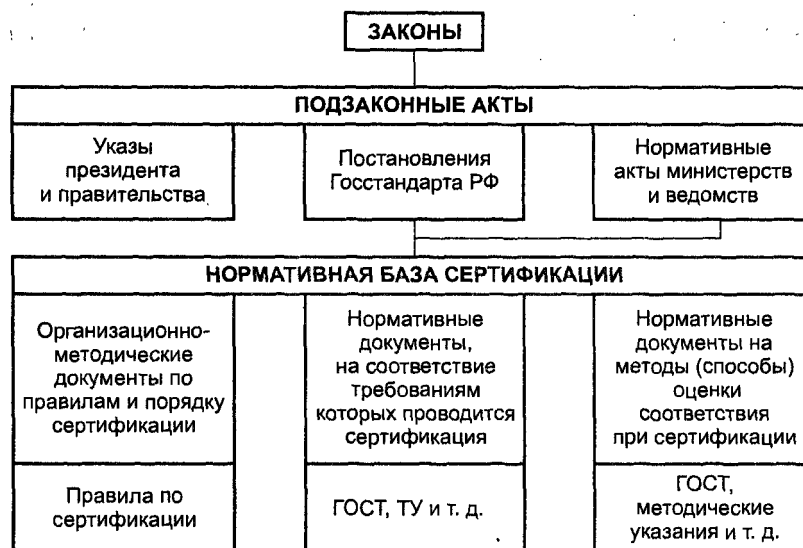 ЗАКОНЫ
ПОДЗАКОННЫЕ АКТЫ
Указы
президента
и правительства
Постановления
Госстандарта РФ
Нормативные
акты министерств
и ведомств
НОРМАТИВНАЯ БАЗА СЕРТИФИКАЦИИ
Организационно-
методические
документы по
правилам и порядку
сертификации
Нормативные
документы,
на соответствие
требованиям
которых проводится
сертификация
Нормативные
документы на
методы (способы)
оценки
соответствия
при сертификации
Правила по
сертификации
ГОСТ, ТУ и т. д.
ГОСТ,
методические
указания и т. д.